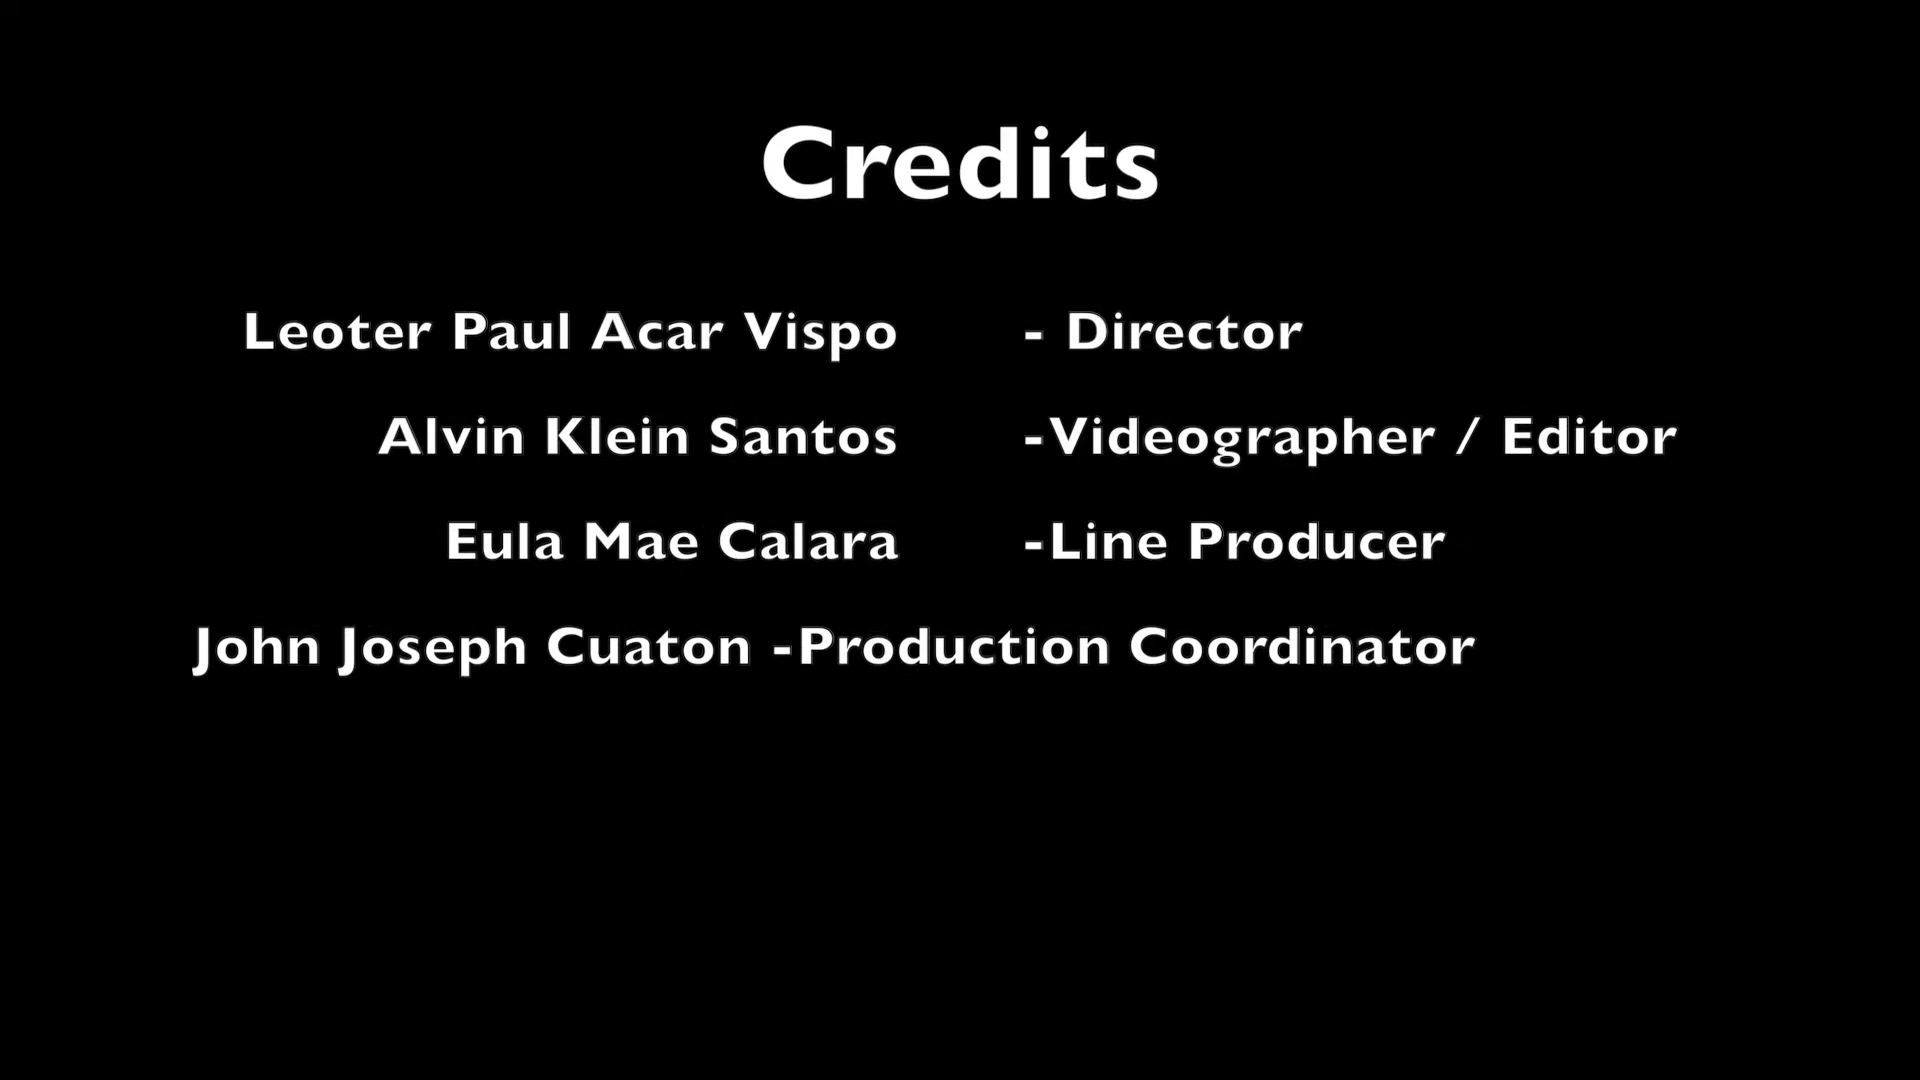 Credits
Leoter Paul Acar Vispo - Director
Alvin Klein Santos -Videographer / Editor
Eula Mae Calara -Line Producer
John Joseph Cuaton -Production Coordinator